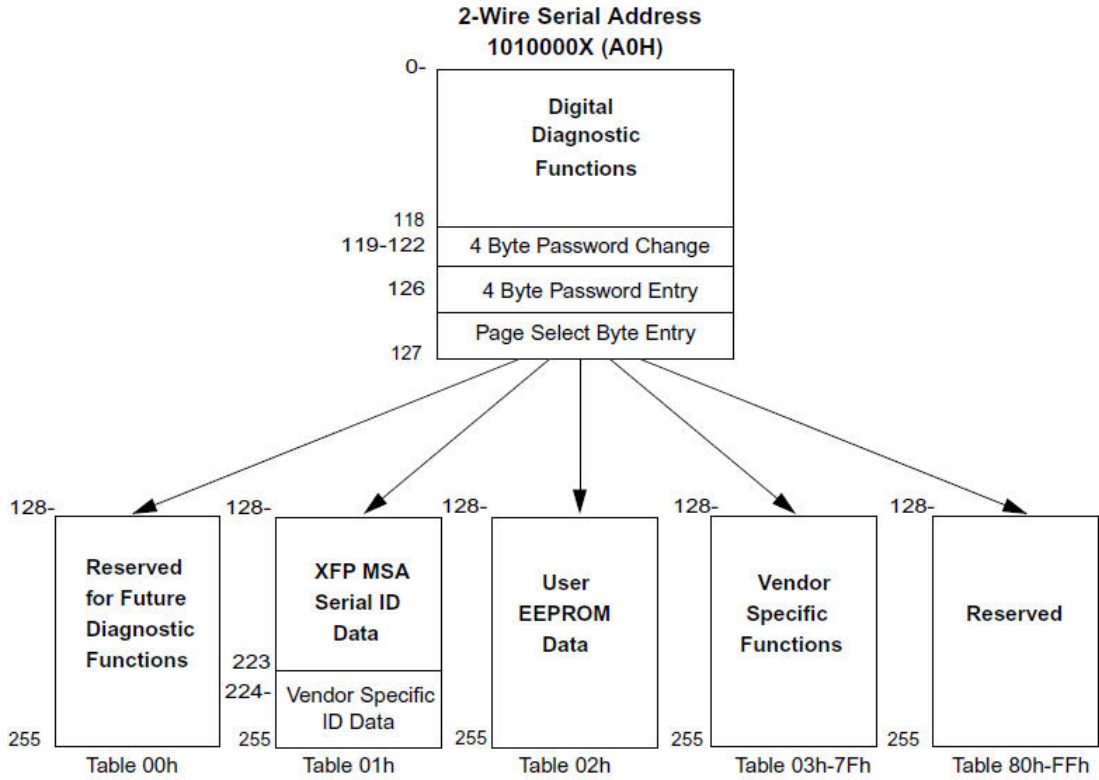 2-Wire Serial Address
1010000X (A0H)
0-
Digital
Diagnostic
Functions
118
119-122
4 Byte Password Change
126
4 Byte Password Entry
Page Select Byte Entry
127
128-
Reserved
for Future
Diagnostic
Functions
255
Table 00h
128-
XFP MSA
Serial ID
Data
223
224-
Vendor Specific
ID Data
255
Table 01h
128-
User
EEPROM
Data
255
Table 02h
128-
Vendor
Specific
Functions
255
Table 03h-7Fh
128-
Reserved
255
Table 80h-FFh